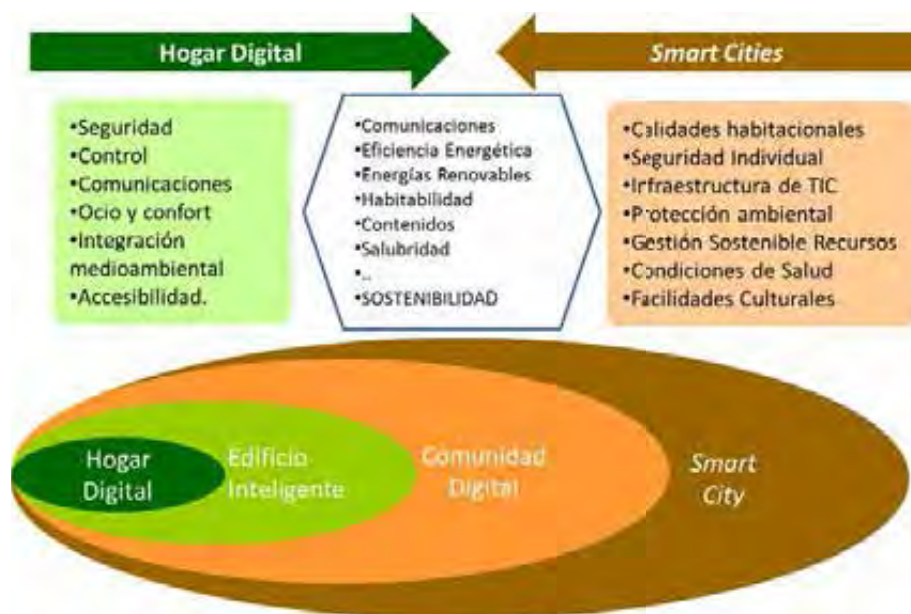 Hogar Digital
Smart Cities
•Seguridad
•Control
•Comunicaciones
•Ocio y confort
•Integración
medioambiental
•Accesibilidad.
•Comunicaciones
•Eficiencia Energética
•Energías Renovables
•Habitabilidad
•Contenidos
•Salubridad
•..
•SOSTENIBILIDAD
•Calidades habitacionales
•Seguridad Individual
•Infraestructura de TIC
•Protección ambiental
•Gestión Sostenible Recursos
•Condiciones de Salud
•Facilidades Culturales
Hogar
Digital
Edificio
Inteligente
Comunidad
Digital
Smart
City